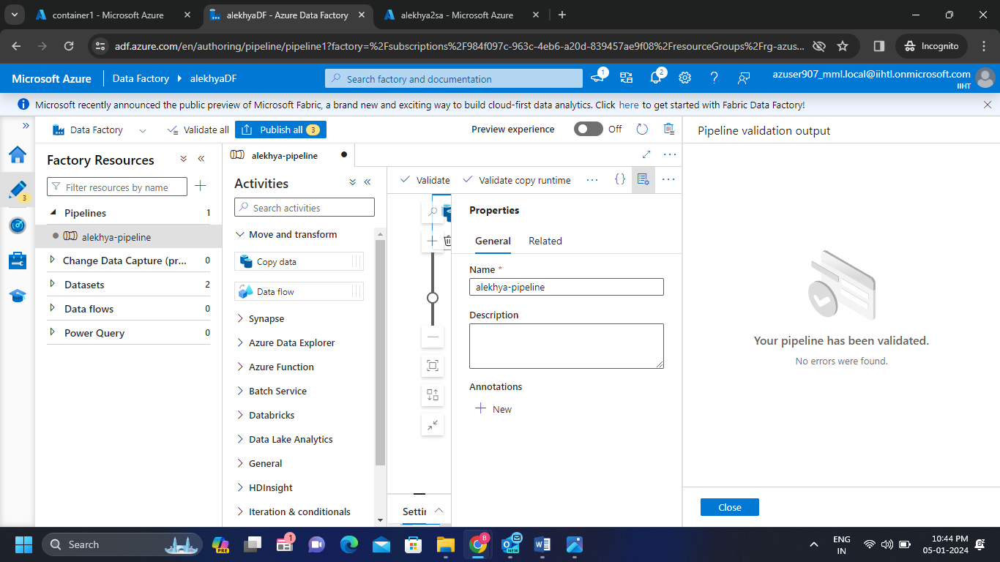 container1 - Microsoft Azure
alekhyaDF - Azure Data Factory
alekhya2sa - Microsoft Azure
adf.azure.com/en/authoring/pipeline/pipeline1?factory=%2Fsubscriptions%2F984f097c-963c-4eb6-a20d-839457ae9f08%2FresourceGroups%2Frg-azus...
Incognito
Microsoft Azure
Data Factory
alekhyaDF
Search factory and documentation
1
2
azuser907_mml.local@iihtl.onmicrosoft.com
IIHT
Microsoft recently announced the public preview of Microsoft Fabric, a brand new and exciting way to build cloud-first data analytics. Click here to get started with Fabric Data Factory!
Data Factory
Validate all
Publish all 3
Preview experience
Off
3
Factory Resources
Filter resources by name
Pipelines 1
alekhya-pipeline
Change Data Capture (pr... 0
Datasets 2
Data flows 0
Power Query 0
alekhya-pipeline
Activities
Search activities
Move and transform
Copy data
Data flow
Synapse
Azure Data Explorer
Azure Function
Batch Service
Databricks
Data Lake Analytics
General
HDInsight
Iteration & conditionals
Validate
Validate copy runtime
{}
Settin
Properties
General
Related
Name *
alekhya-pipeline
Description
Annotations
New
Pipeline validation output
Your pipeline has been validated.
No errors were found.
Close
Search
PRE
1
B
NEW
ENG
IN
10:44 PM
05-01-2024